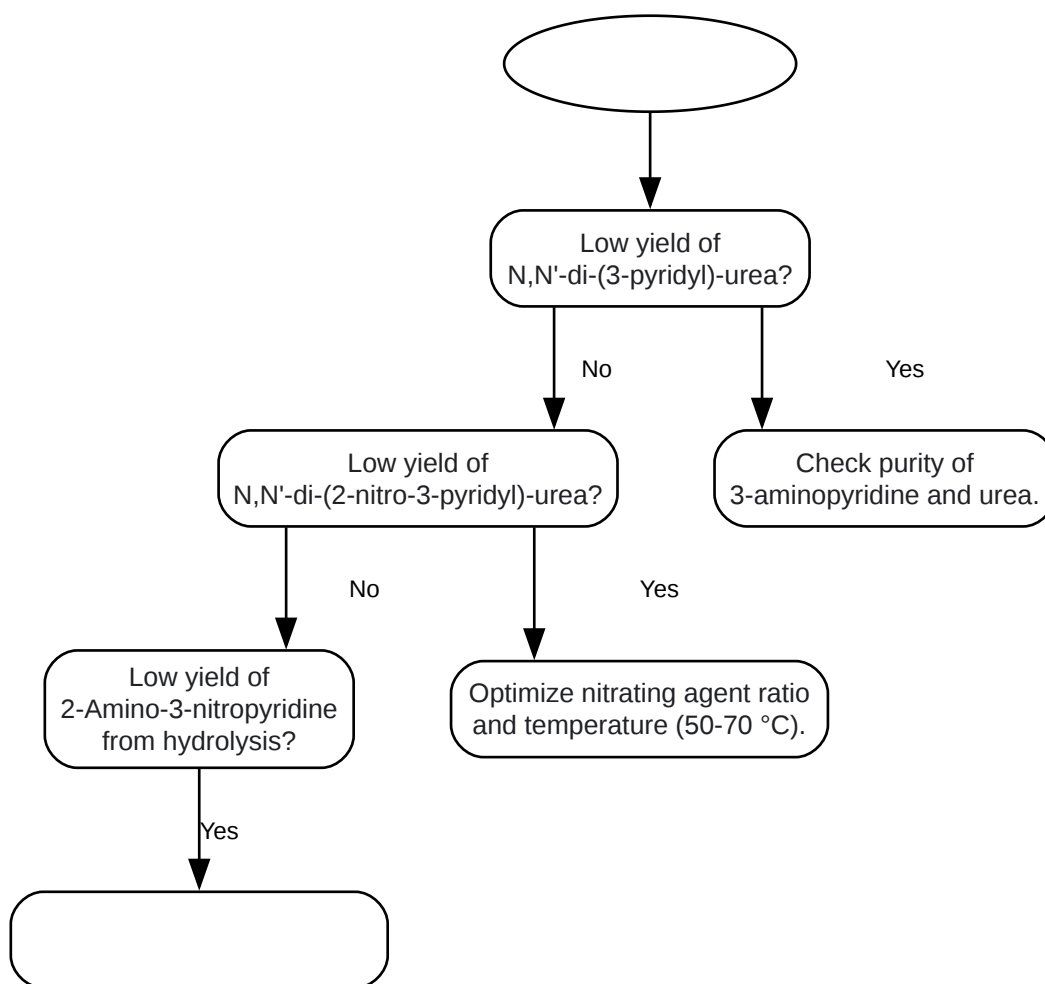 Low yield of
N,N'-di-(3-pyridyl)-urea?
No
Yes
Low yield of
N,N'-di-(2-nitro-3-pyridyl)-urea?
Check purity of
3-aminopyridine and urea.
No
Yes
Low yield of
2-Amino-3-nitropyridine
from hydrolysis?
Optimize nitrating agent ratio
and temperature (50-70 °C).
Yes